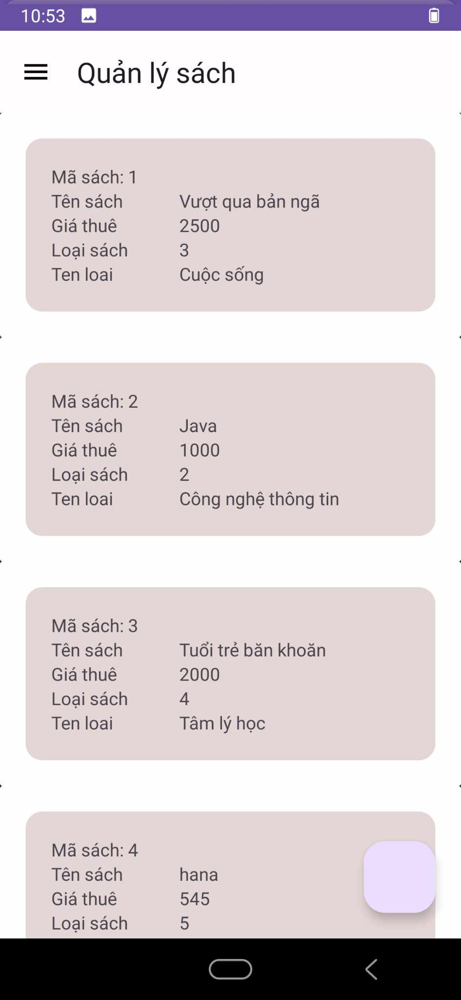 10:53
Quản lý sách
Mã sách: 1
Tên sách Vượt qua bản ngã
Giá thuê 2500
Loại sách 3
Ten loai Cuộc sống
Mã sách: 2
Tên sách Java
Giá thuê 1000
Loại sách 2
Ten loai Công nghệ thông tin
Mã sách: 3
Tên sách Tuổi trẻ băn khoăn
Giá thuê 2000
Loại sách 4
Ten loai Tâm lý học
Mã sách: 4
Tên sách hana
Giá thuê 545
Loại sách 5